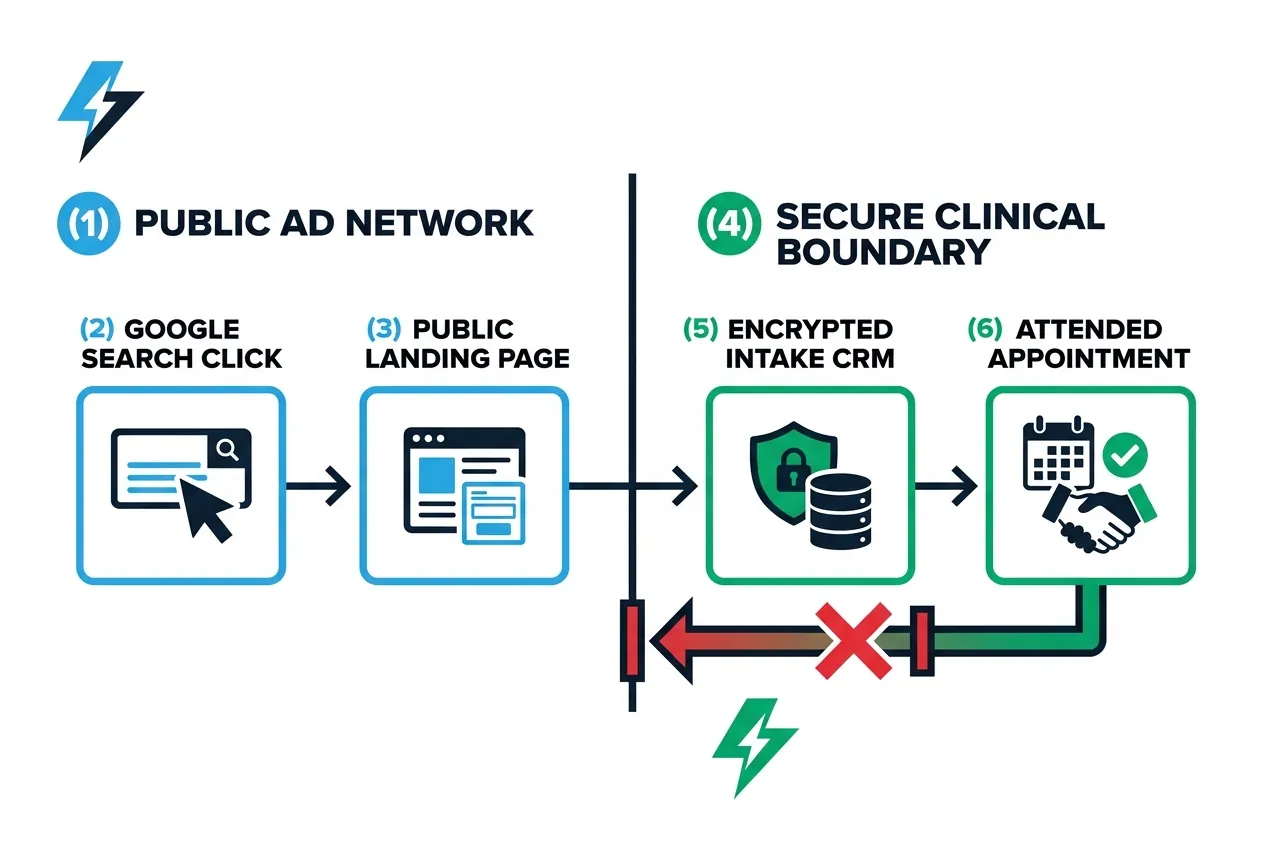 (1) PUBLIC AD NETWORK
(4) SECURE CLINICAL
BOUNDARY
(2) GOOGLE
SEARCH CLICK
(3) PUBLIC
LANDING PAGE
(5) ENCRYPTED
INTAKE CRM
(6) ATTENDED
APPOINTMENT